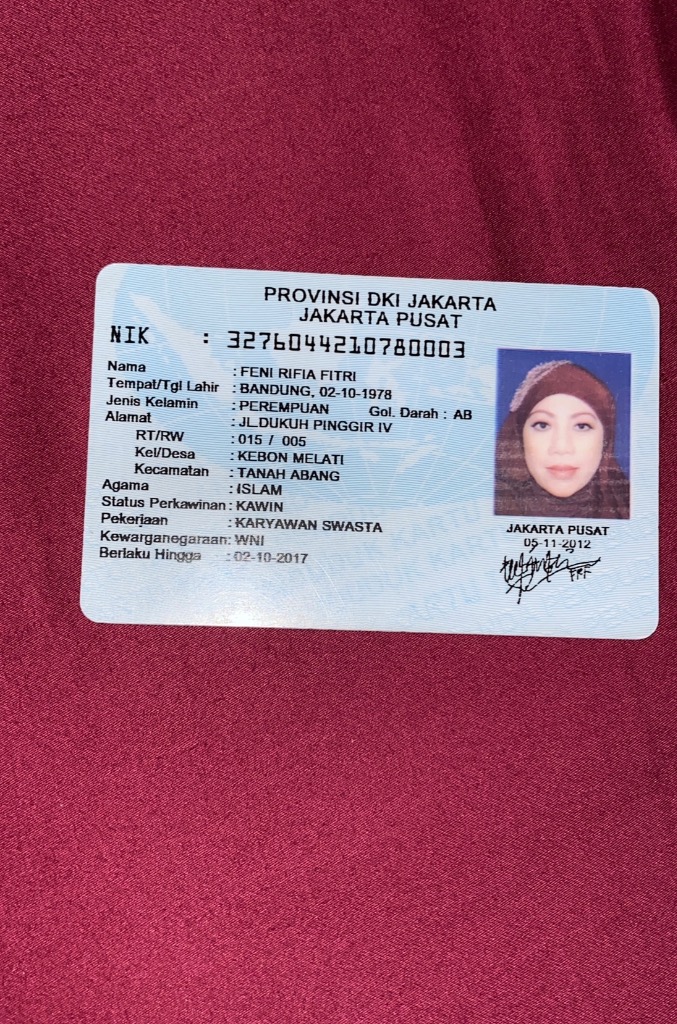 PROVINSI DKI JAKARTA
JAKARTA PUSAT
NIK : 3276044210780003
Nama : FENI RIFIA FITRI
Tempat/Tgl Lahir : BANDUNG, 02-10-1978
Jenis Kelamin : PEREMPUAN Gol. Darah : AB
Alamat : JL.DUKUH PINGGIR IV
RT/RW : 015 / 005
Kel/Desa : KEBON MELATI
Kecamatan : TANAH ABANG
Agama : ISLAM
Status Perkawinan : KAWIN
Pekerjaan : KARYAWAN SWASTA
Kewarganegaraan : WNI
Berlaku Hingga : 02-10-2017
JAKARTA PUSAT
05-11-2012